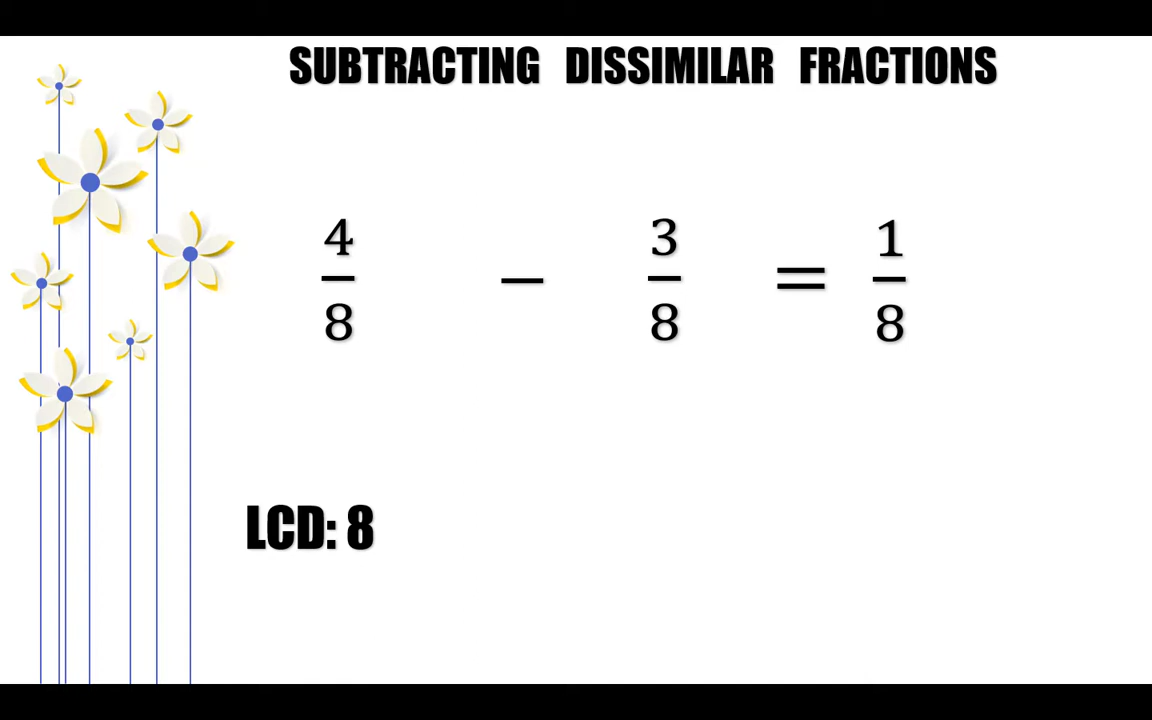 SUBTRACTING DISSIMILAR FRACTIONS
4/8 – 3/8 = 1/8
LCD: 8